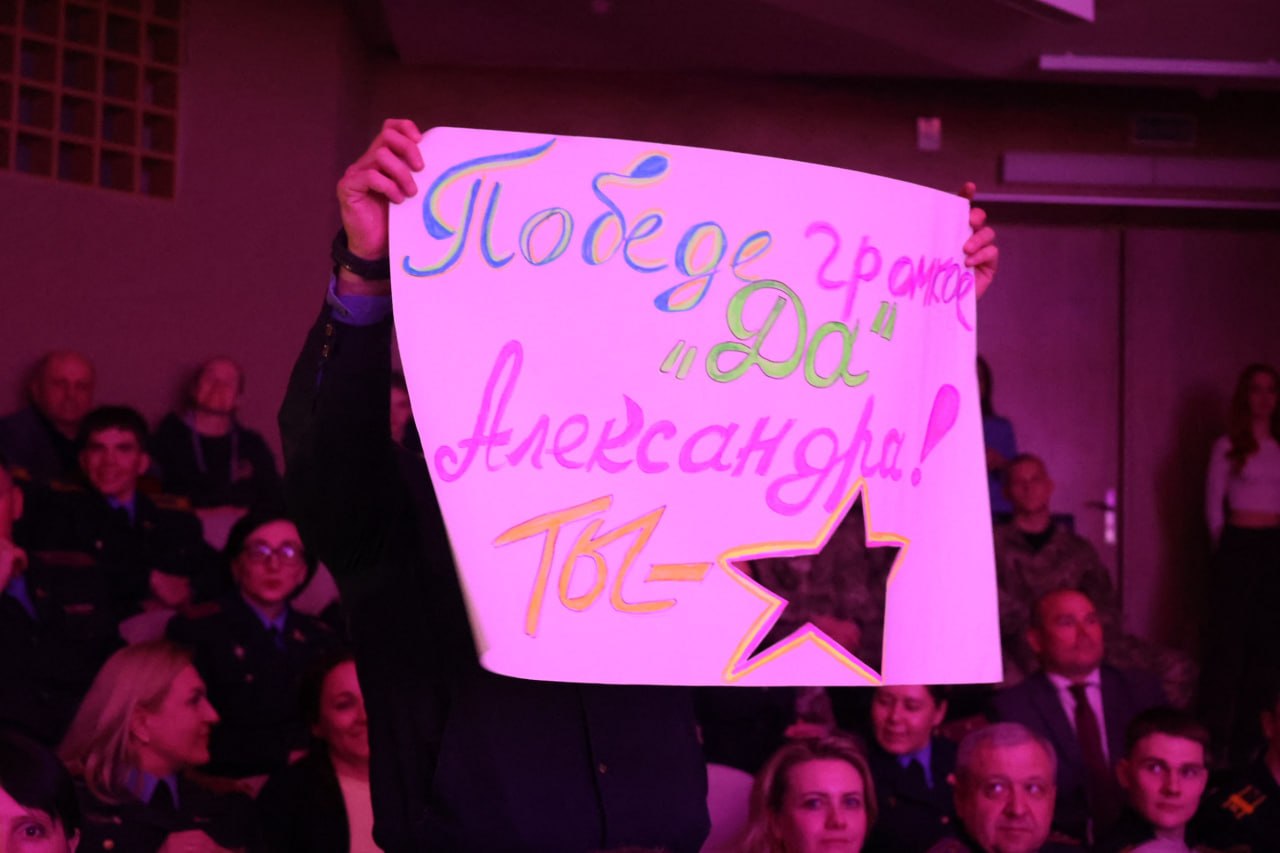 Победе громкое
„Да“
Александра!
Ты-